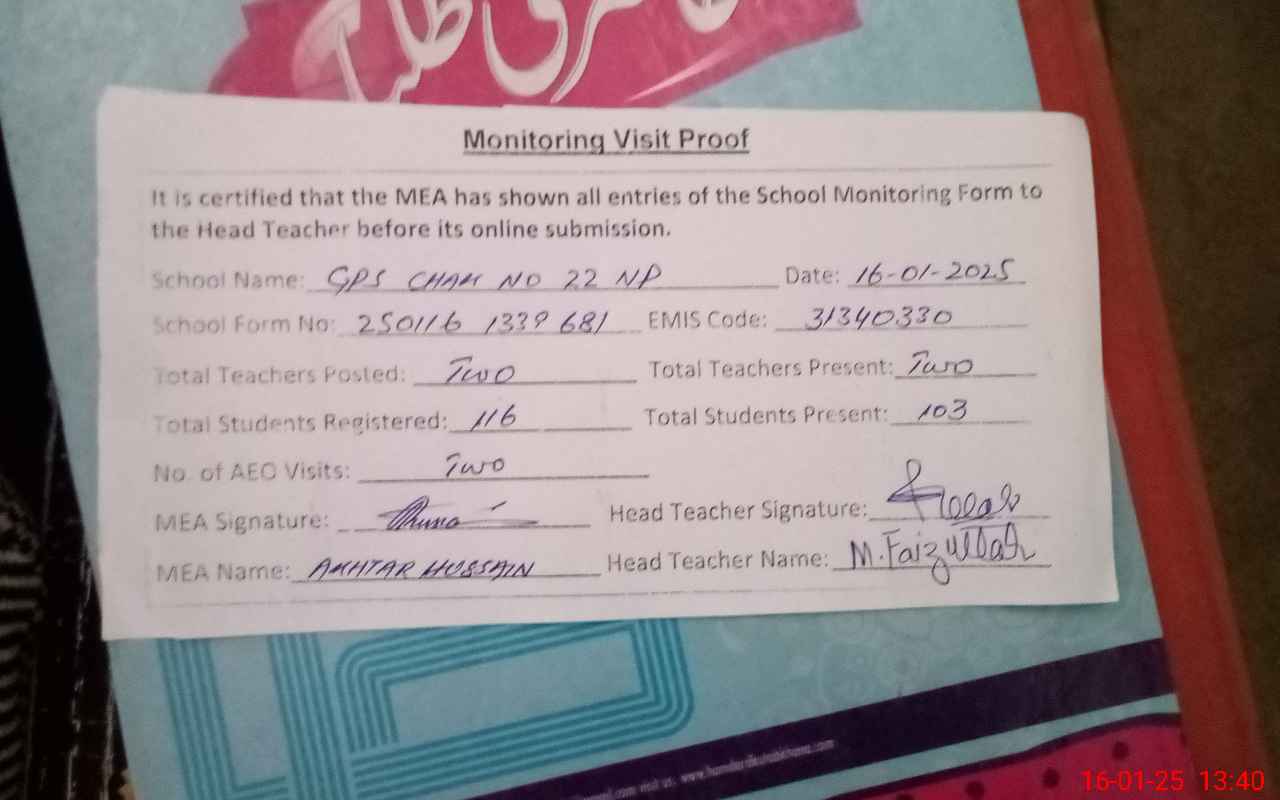 Monitoring Visit Proof
It is certified that the MEA has shown all entries of the School Monitoring Form to
the Head Teacher before its online submission.
School Name: GPS CHAK NO 22 NP Date: 16-01-2025
School Form No: 250116 1339 681 EMIS Code: 31340330
Total Teachers Posted: Two Total Teachers Present: Two
Total Students Registered: 116 Total Students Present: 103
No. of AEO Visits: Two
MEA Signature: Head Teacher Signature:
MEA Name: AKHTAR HUSSAIN Head Teacher Name: M.Faizullah
visit us:
16-01-25 13:40